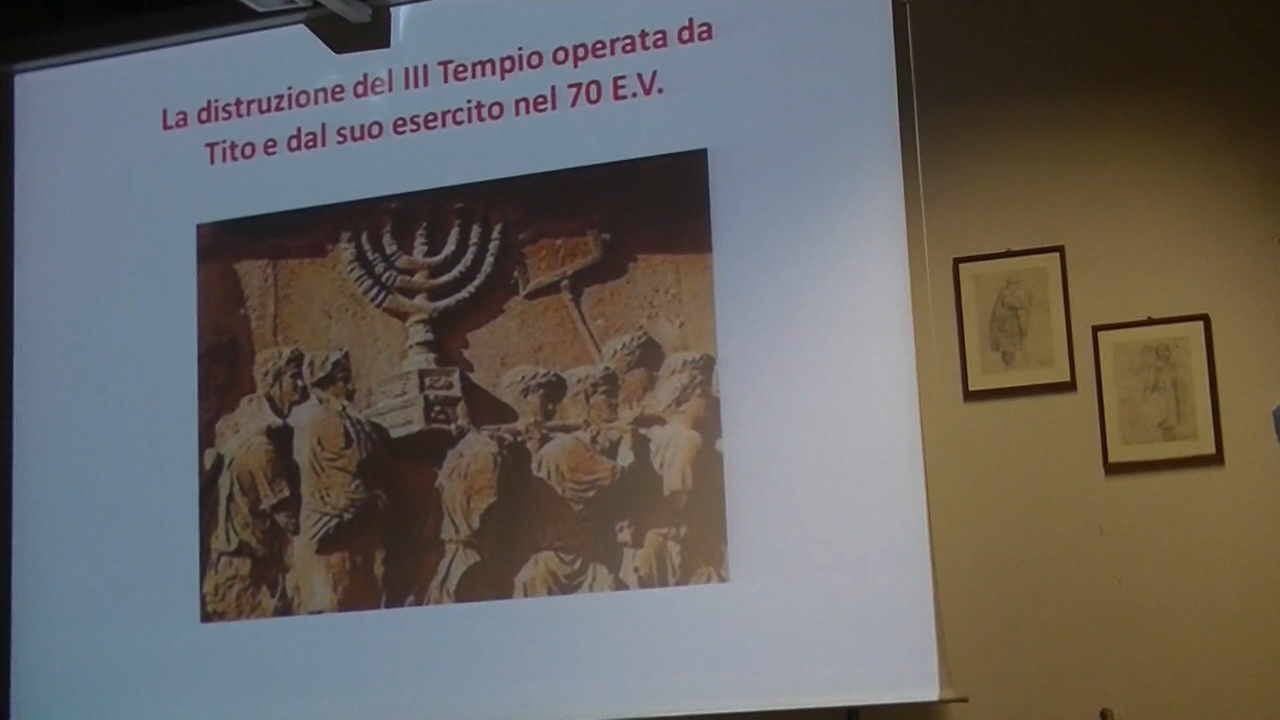 La distruzione del III Tempio operata da
Tito e dal suo esercito nel 70 E.V.